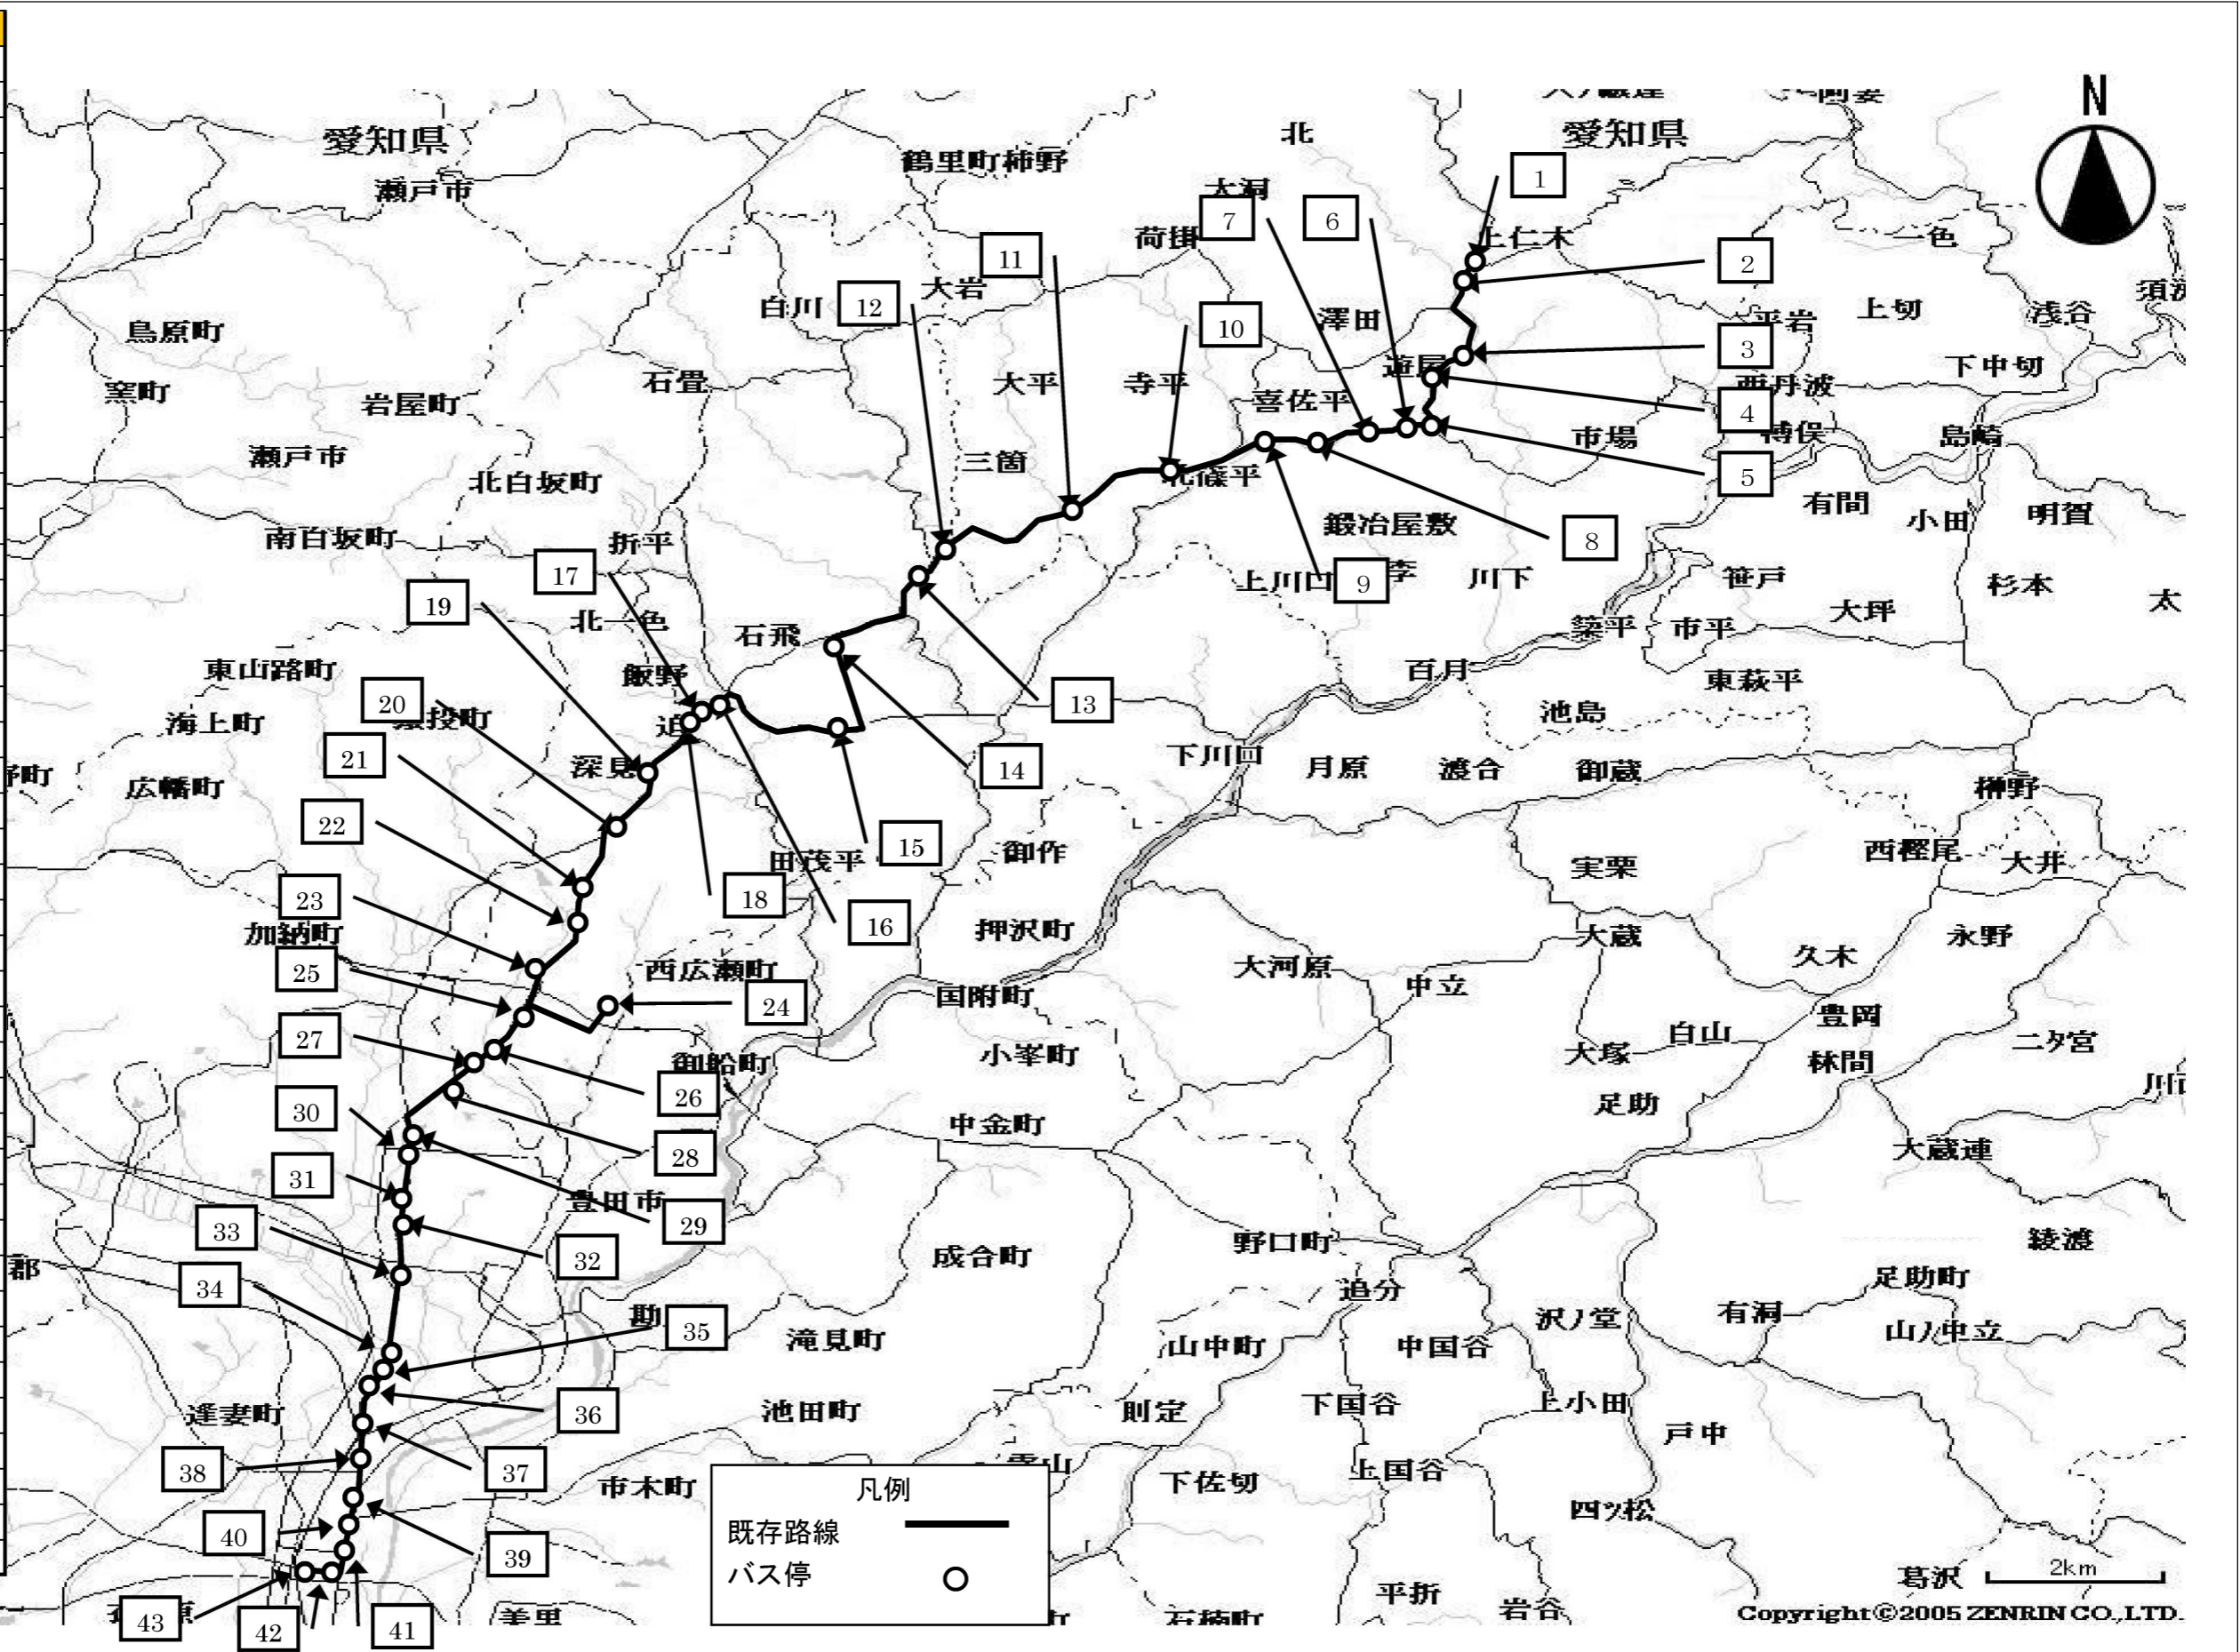 N
愛知県
北
愛知県
鶴里町柿野
瀬戸市
大洞
1
7
6
荷掛
上仁木
一色
11
2
大岩
白川
12
10
澤田
上切
浅谷
鳥原町
平岩
3
石畳
大平
寺平
下中切
窯町
岩屋町
喜佐平
西丹波
4
市場
島崎
瀬戸市
三箇
5
北白坂町
北篠平
有間
小田
明賀
鍛冶屋敷
南白坂町
折平
8
17
上川口
9
李
川下
笹戸
杉本
19
太
大坪
北一色
石飛
築平
市平
東山路町
飯野
百月
東萩平
20
猿投町
13
海上町
迫
池島
21
深見
下川口
月原
渡合
御蔵
14
野町
広幡町
榊野
22
15
御作
田茂平
実栗
西樫尾
大井
23
18
16
加納町
押沢町
大蔵
永野
25
西広瀬町
大河原
久木
24
国附町
中立
27
豊岡
白山
二タ宮
小峯町
大塚
御船町
林間
26
30
足助
中金町
28
大蔵連
31
豊田市
29
33
32
成合町
野口町
綾渡
郡
34
追分
足助町
勘
35
滝見町
沢ノ堂
有洞
山中町
中国谷
36
逢妻町
池田町
則定
下国谷
上小田
戸中
38
37
市木町
下佐切
上国谷
凡例
四ツ松
40
既存路線
39
バス停
葛沢
2km
平折
岩谷
43
42
41
美里
石楠町
Copyright©2005 ZENRIN CO.,LTD.